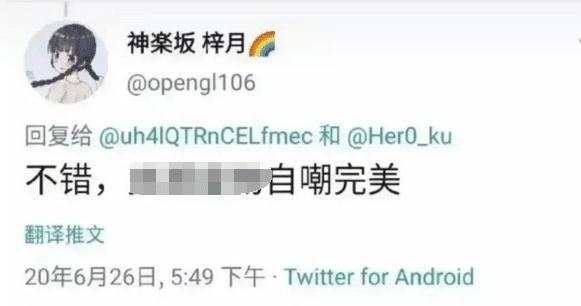 神楽坂 梓月🌈
@opengl106
回复给 @uh4lQTRnCELfmec 和 @Her0_ku
不错，自嘲完美
翻译推文
20年6月26日, 5:49 下午 · Twitter for Android